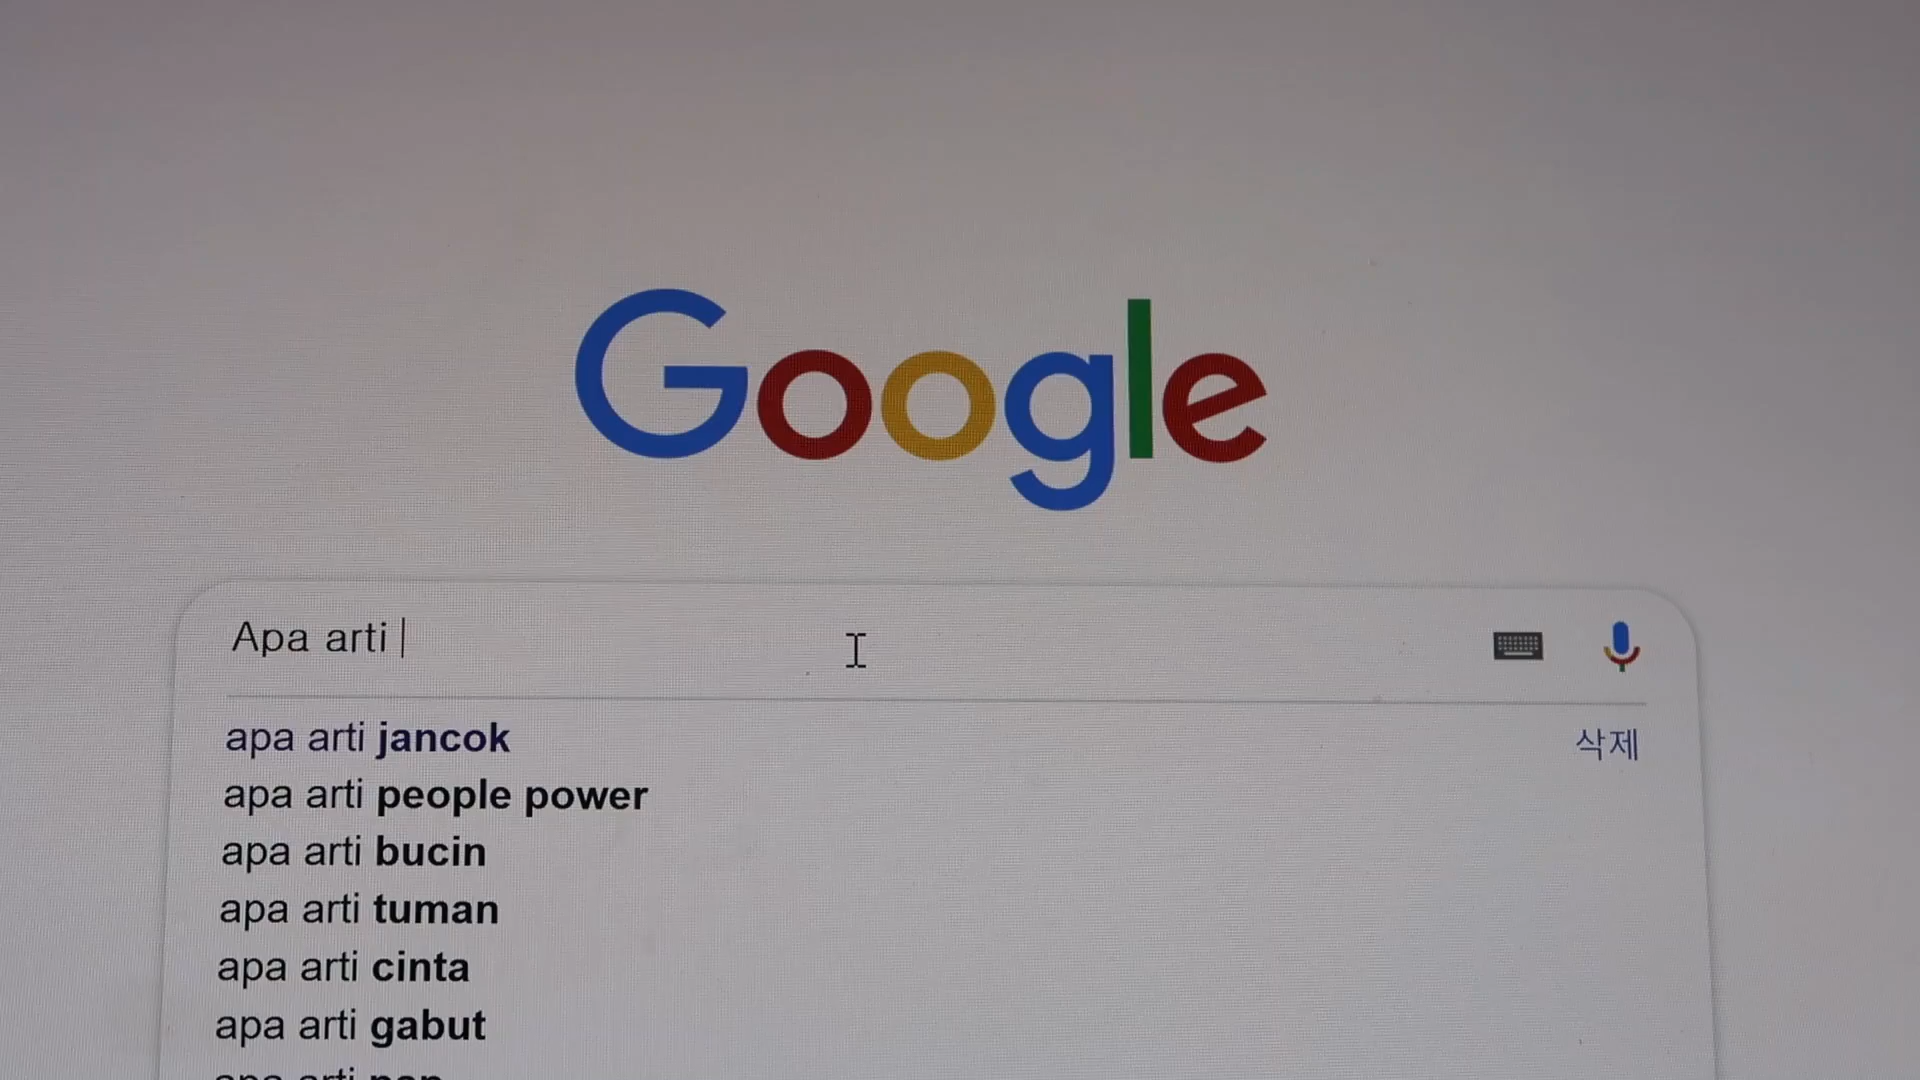 Google
Apa arti
apa arti jancok
삭제
apa arti people power
apa arti bucin
apa arti tuman
apa arti cinta
apa arti gabut